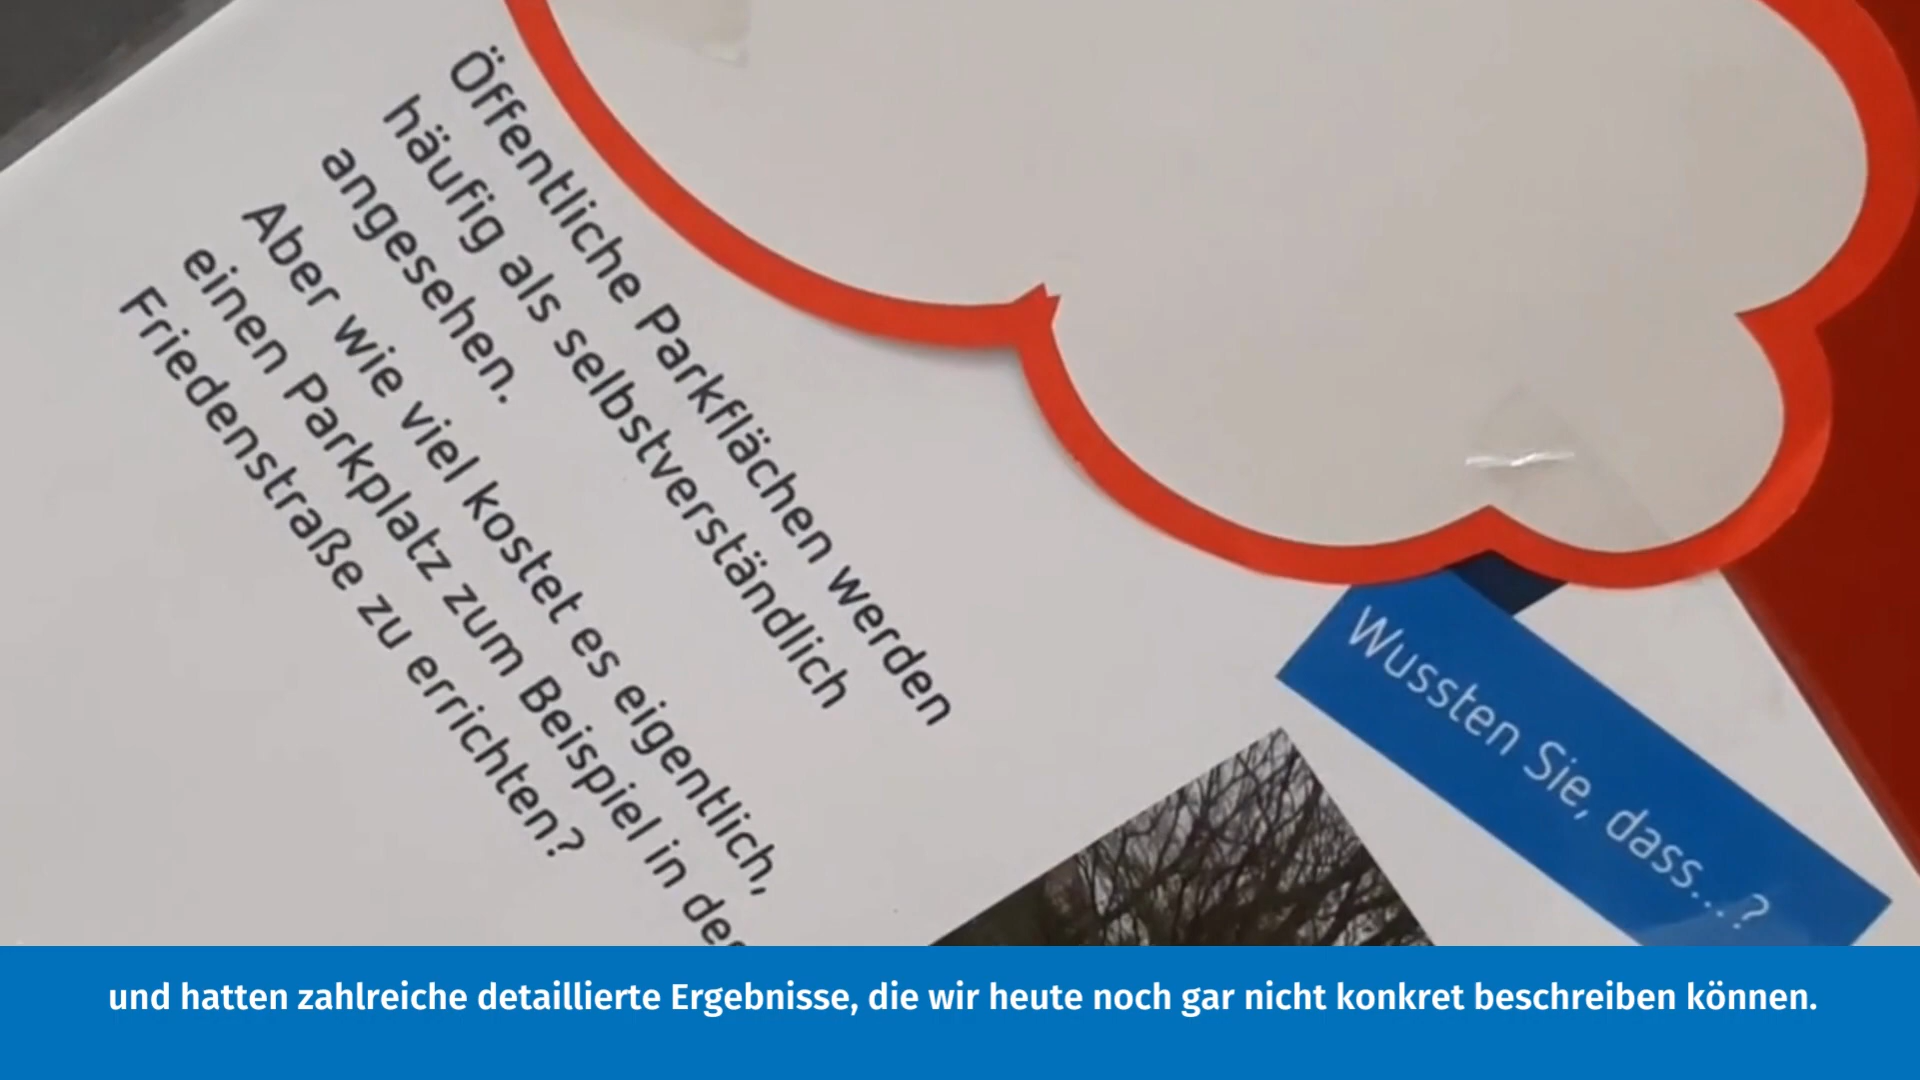 Öffentliche Parkflächen werden
häufig als selbstverständlich
angesehen.
Aber wie viel kostet es eigentlich,
einen Parkplatz zum Beispiel in der
Friedenstraße zu errichten?
Wussten Sie, dass...?
und hatten zahlreiche detaillierte Ergebnisse, die wir heute noch gar nicht konkret beschreiben können.